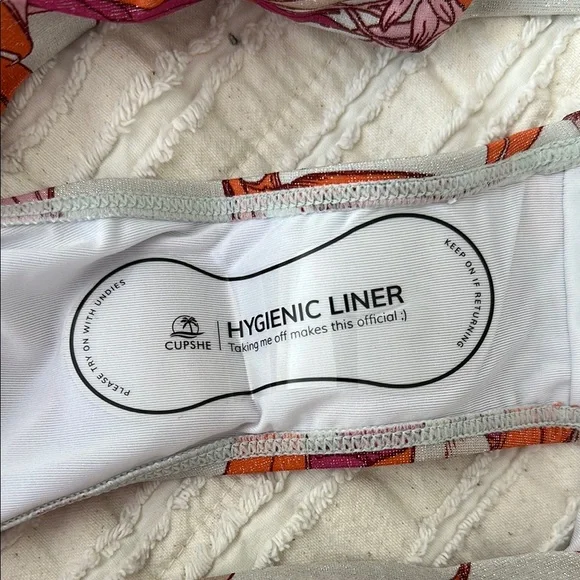 PLEASE TRY ON WITH UNDIES
CUPSHE
HYGIENIC LINER
Taking me off makes this official :)
KEEP ON IF RETURNING